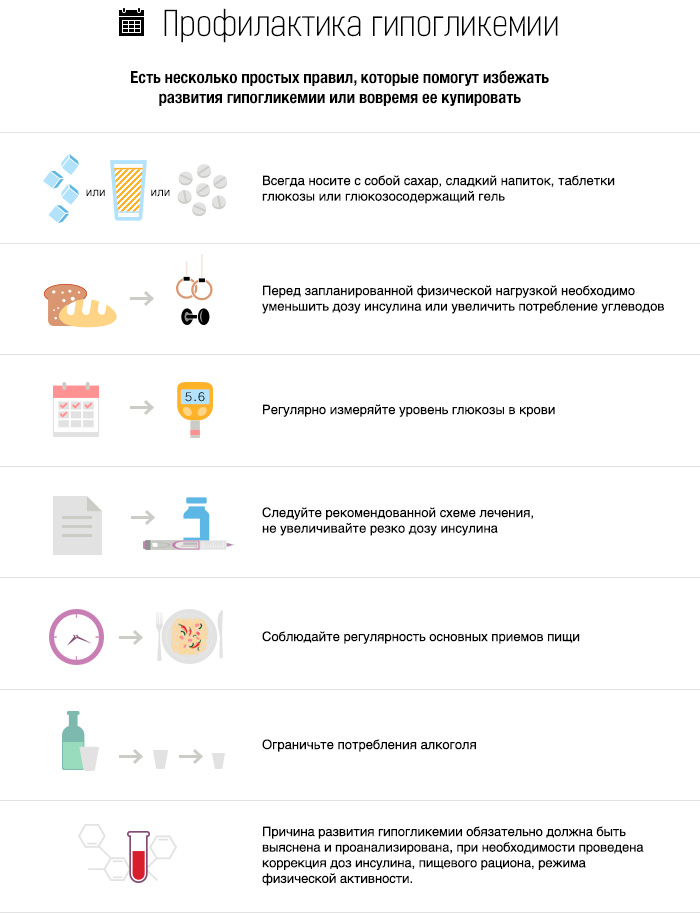 Профилактика гипогликемии
Есть несколько простых правил, которые помогут избежать
развития гипогликемии или вовремя ее купировать
или
или
Всегда носите с собой сахар, сладкий напиток, таблетки
глюкозы или глюкозосодержащий гель
Перед запланированной физической нагрузкой необходимо
уменьшить дозу инсулина или увеличить потребление углеводов
5.6
Регулярно измеряйте уровень глюкозы в крови
Следуйте рекомендованной схеме лечения,
не увеличивайте резко дозу инсулина
Соблюдайте регулярность основных приемов пищи
Ограничьте потребления алкоголя
Причина развития гипогликемии обязательно должна быть
выяснена и проанализирована, при необходимости проведена
коррекция доз инсулина, пищевого рациона, режима
физической активности.